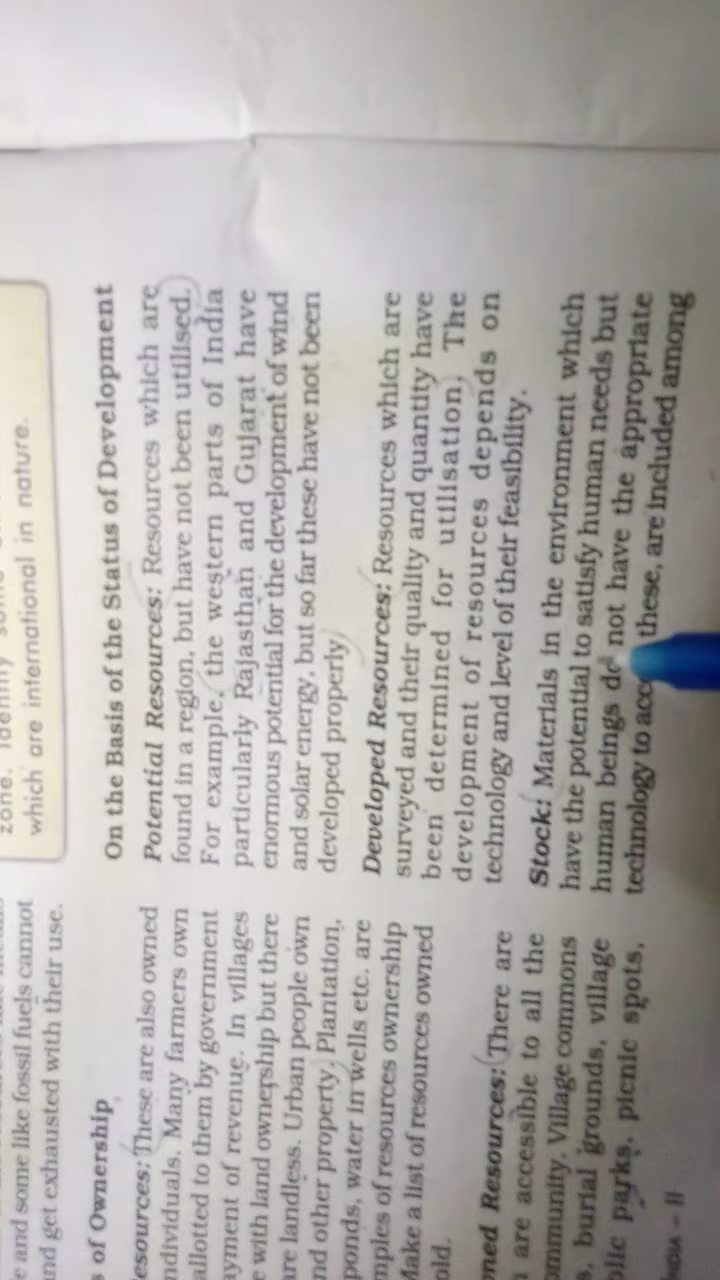 e and some like fossil fuels cannot
nd get exhausted with their use.
s of Ownership
esources: These are also owned
ndividuals. Many farmers own
allotted to them by government
ayment of revenue. In villages
e with land ownership but there
are landless. Urban people own
nd other property. Plantation,
ponds, water in wells etc. are
mples of resources ownership
Make a list of resources owned
old.
ned Resources: There are
are accessible to all the
mmunity. Village commons
s, burial grounds, village
lic parks, picnic spots,
NDIA – II
zone. Identify some
which are international in nature.
On the Basis of the Status of Development
Potential Resources: Resources which are
found in a region, but have not been utilised.
For example, the western parts of India
particularly Rajasthan and Gujarat have
enormous potential for the development of wind
and solar energy, but so far these have not been
developed properly.
Developed Resources: Resources which are
surveyed and their quality and quantity have
been determined for utilisation. The
development of resources depends on
technology and level of their feasibility.
Stock: Materials in the environment which
have the potential to satisfy human needs but
human beings do not have the appropriate
technology to acc these, are included among